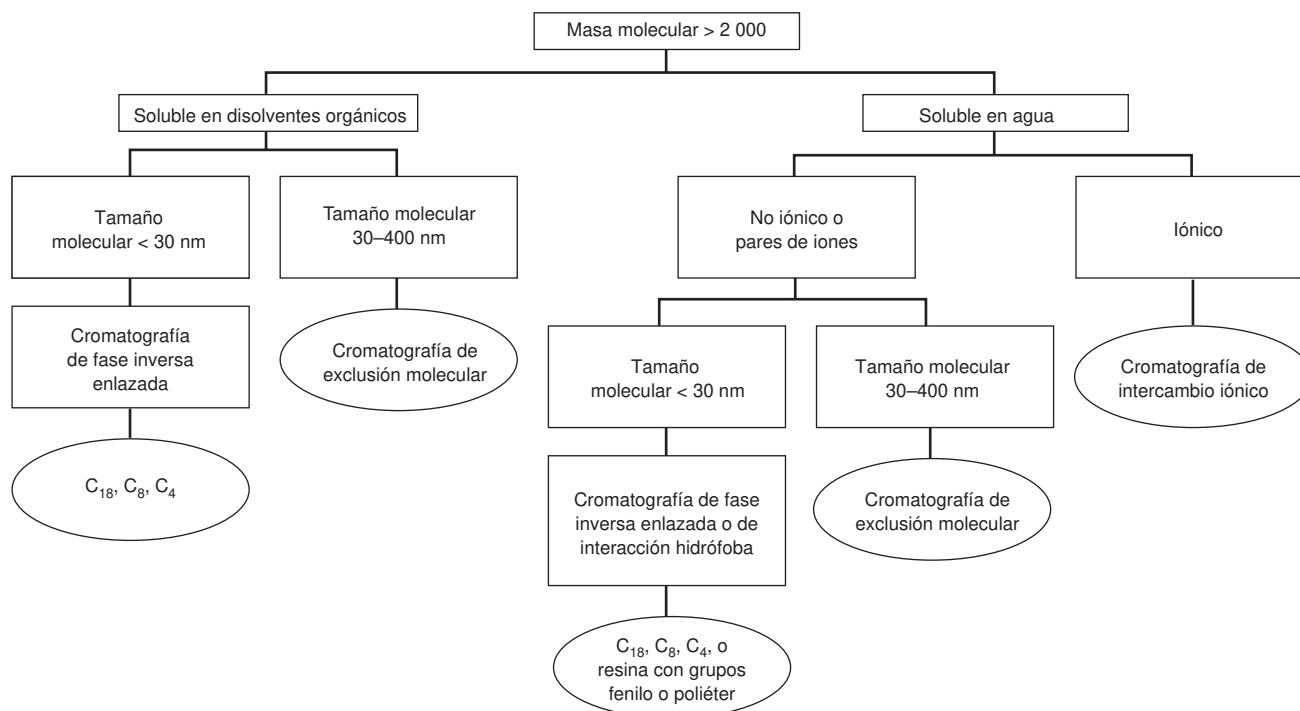 Masa molecular > 2 000
Soluble en disolventes orgánicos
Soluble en agua
Tamaño
molecular < 30 nm
Tamaño molecular
30–400 nm
No iónico o
pares de iones
Iónico
Cromatografía
de fase inversa
enlazada
Cromatografía de
exclusión molecular
Tamaño
molecular < 30 nm
Tamaño molecular
30–400 nm
Cromatografía de
intercambio iónico
C18, C8, C4
Cromatografía de fase
inversa enlazada o de
interacción hidrófoba
Cromatografía de
exclusión molecular
C18, C8, C4, o
resina con grupos
fenilo o poliéter